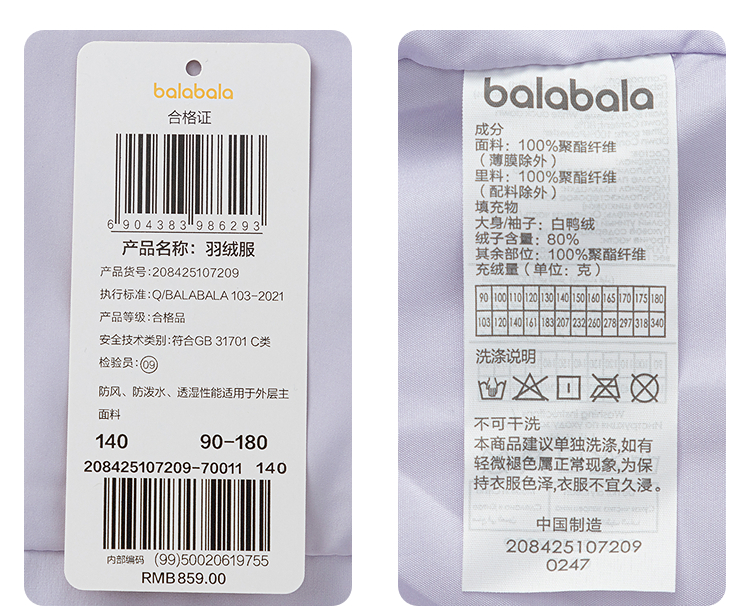 balabala
合格证
6 904383 986293
产品名称：羽绒服
产品货号：208425107209
执行标准：Q/BALABALA 103-2021
产品等级：合格品
安全技术类别：符合GB 31701 C类
检验员：09
防风、防泼水、透湿性能适用于外层主
面料
140 90-180
208425107209-70011 140
内部编码 (99)50020619755
RMB859.00
balabala
成分
面料：100%聚酯纤维
（薄膜除外）
里料：100%聚酯纤维
（配料除外）
填充物
大身/袖子：白鸭绒
绒子含量：80%
其余部位：100%聚酯纤维
充绒量（单位：克）
90 100 110 120 130 140 150 160 165 170 175 180
103 120 140 161 183 207 232 260 278 297 318 340
洗涤说明
不可干洗
本商品建议单独洗涤,如有
轻微褪色属正常现象,为保
持衣服色泽,衣服不宜久浸。
中国制造
208425107209
0247